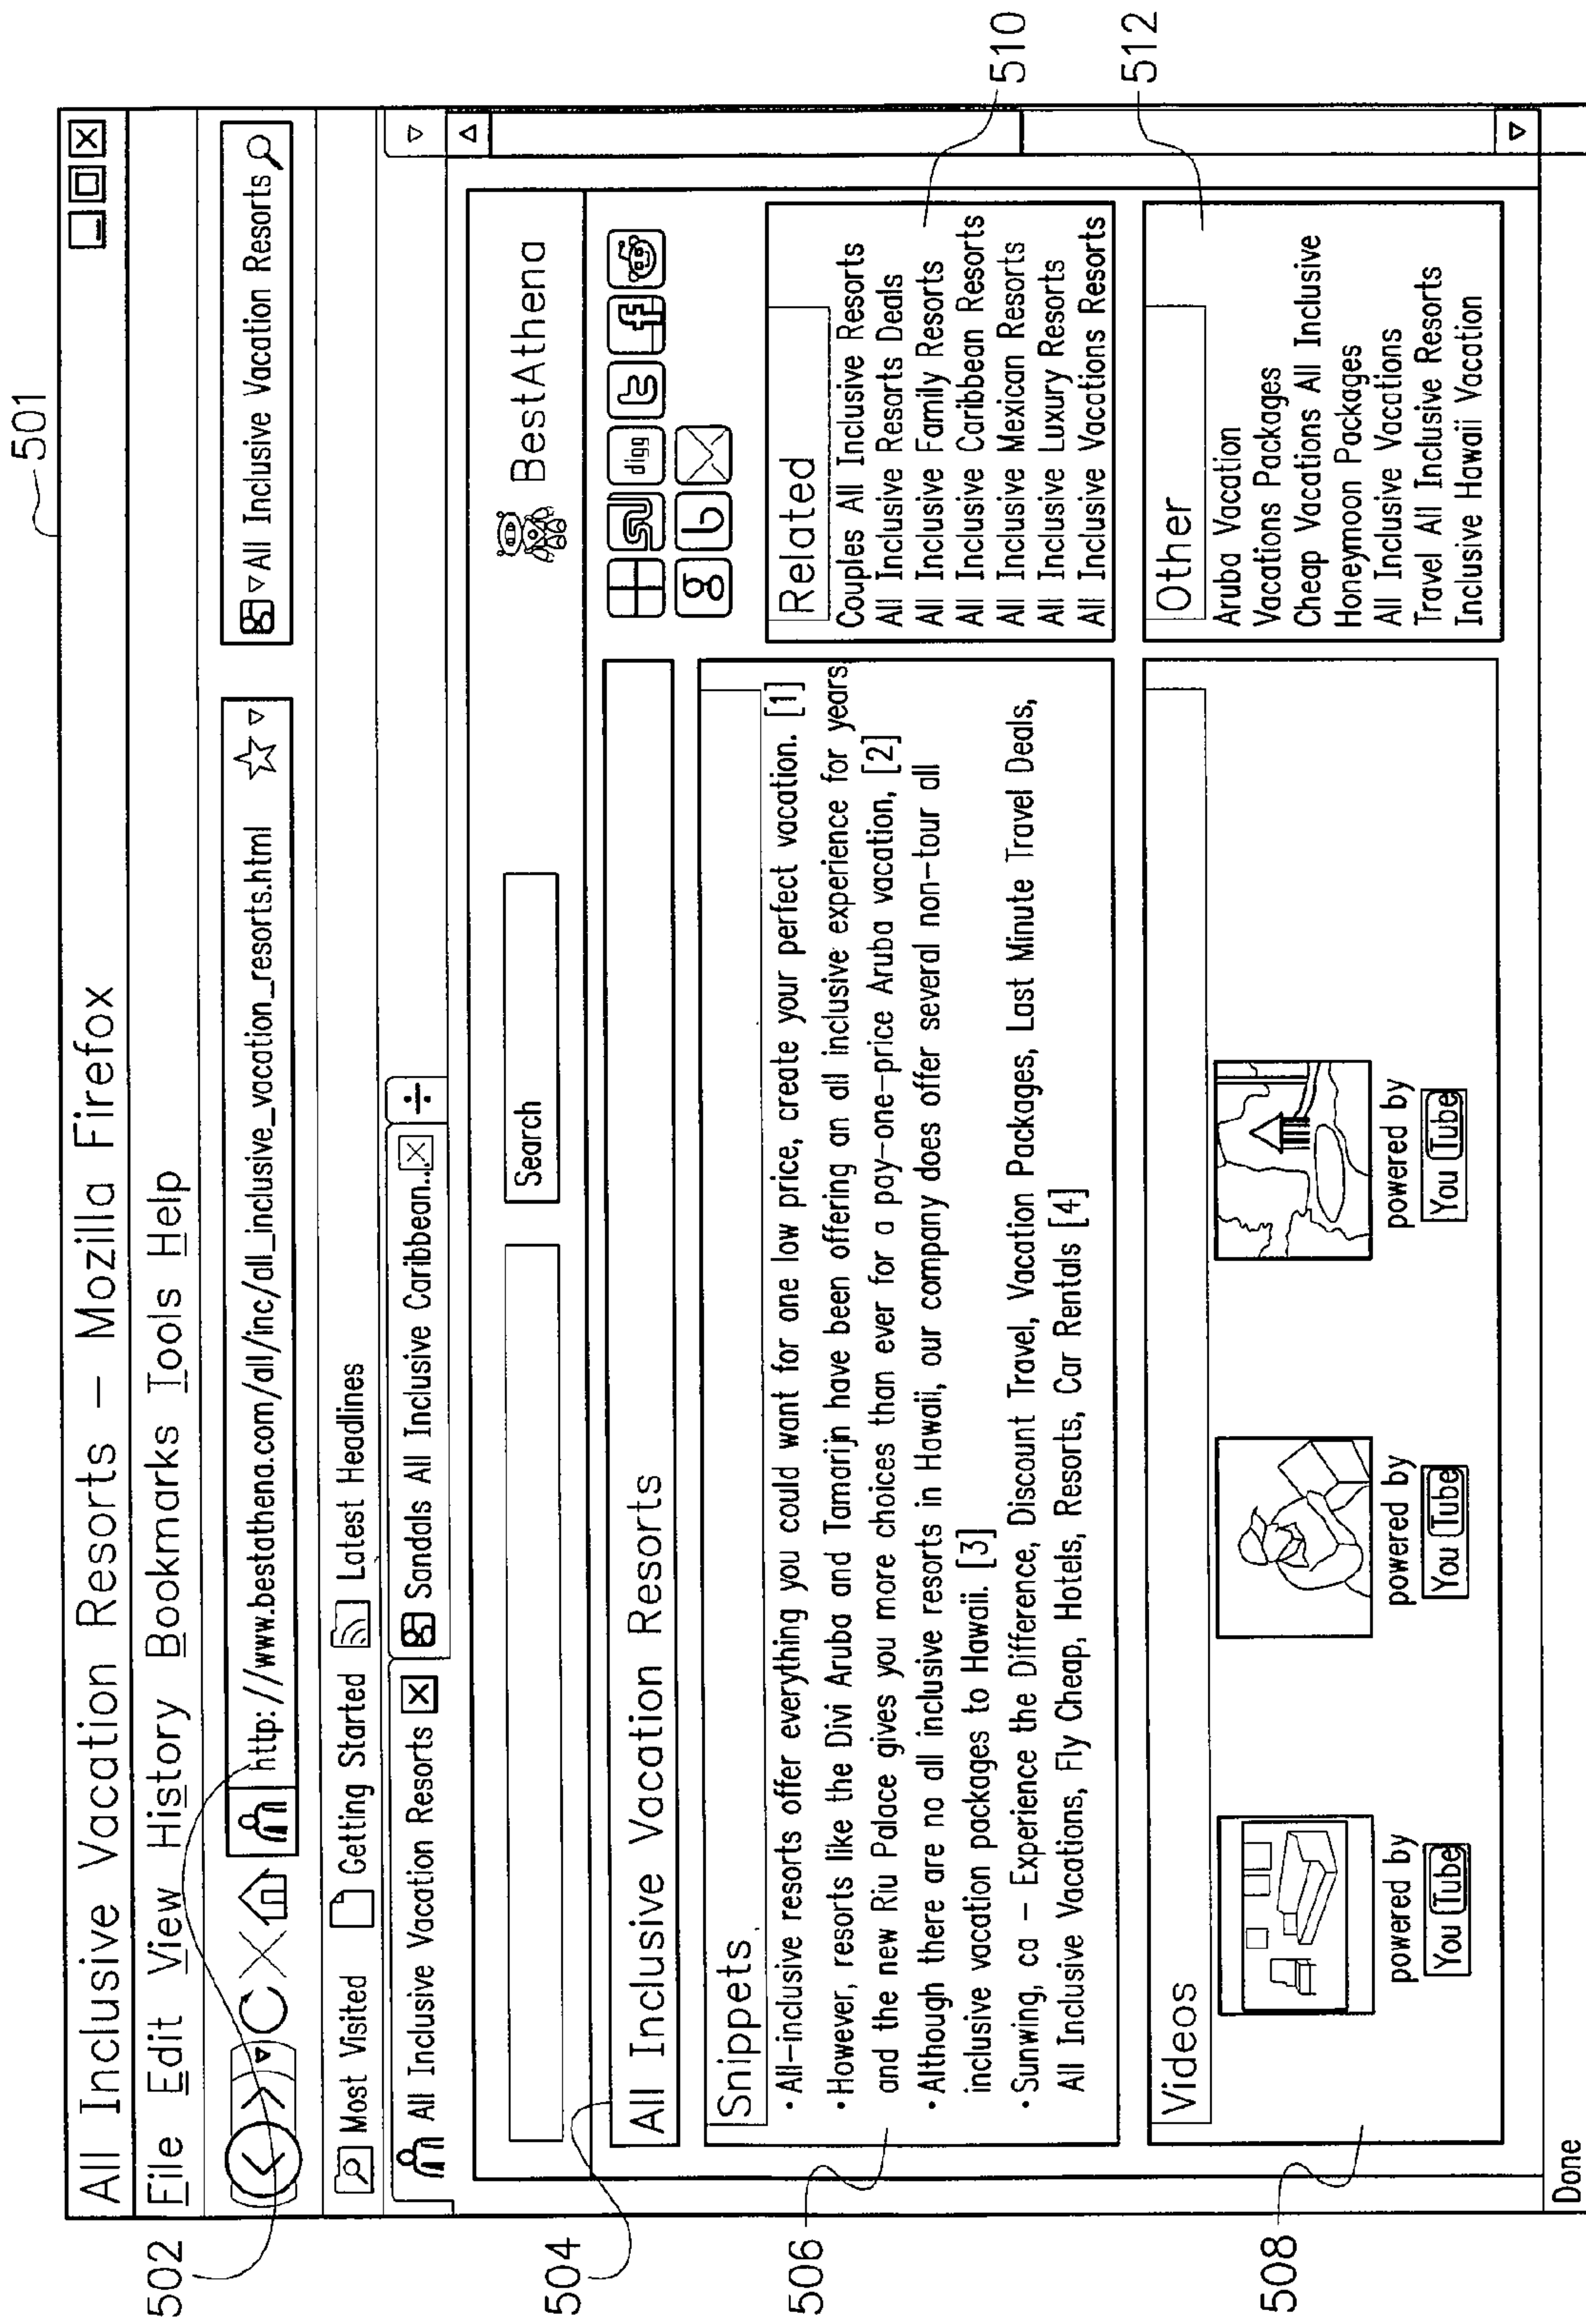 501
All Inclusive Vacation Resorts – Mozilla Firefox
File Edit View History Bookmarks Tools Help
502
http: //www.bestathena.com/all/inc/all_inclusive_vacation_resorts.html
All Inclusive Vacation Resorts
Most Visited Getting Started Latest Headlines
All Inclusive Vacation Resorts
Sandals All Inclusive Caribbean...
Search
BestAthena
504
All Inclusive Vacation Resorts
digg t f
g b
506
Snippets
• All–inclusive resorts offer everything you could want for one low price, create your perfect vacation. [1]
• However, resorts like the Divi Aruba and Tamarijn have been offering an all inclusive experience for years
and the new Riu Palace gives you more choices than ever for a pay–one–price Aruba vacation, [2]
• Although there are no all inclusive resorts in Hawaii, our company does offer several non–tour all
inclusive vacation packages to Hawaii. [3]
• Sunwing, ca – Experience the Difference, Discount Travel, Vacation Packages, Last Minute Travel Deals,
All Inclusive Vacations, Fly Cheap, Hotels, Resorts, Car Rentals [4]
Related
Couples All Inclusive Resorts
All Inclusive Resorts Deals
All Inclusive Family Resorts
All Inclusive Caribbean Resorts
All Inclusive Mexican Resorts
All Inclusive Luxury Resorts
All Inclusive Vacations Resorts
510
508
Videos
powered by
You Tube
powered by
You Tube
powered by
You Tube
Other
Aruba Vacation
Vacations Packages
Cheap Vacations All Inclusive
Honeymoon Packages
All Inclusive Vacations
Travel All Inclusive Resorts
Inclusive Hawaii Vacation
512
Done